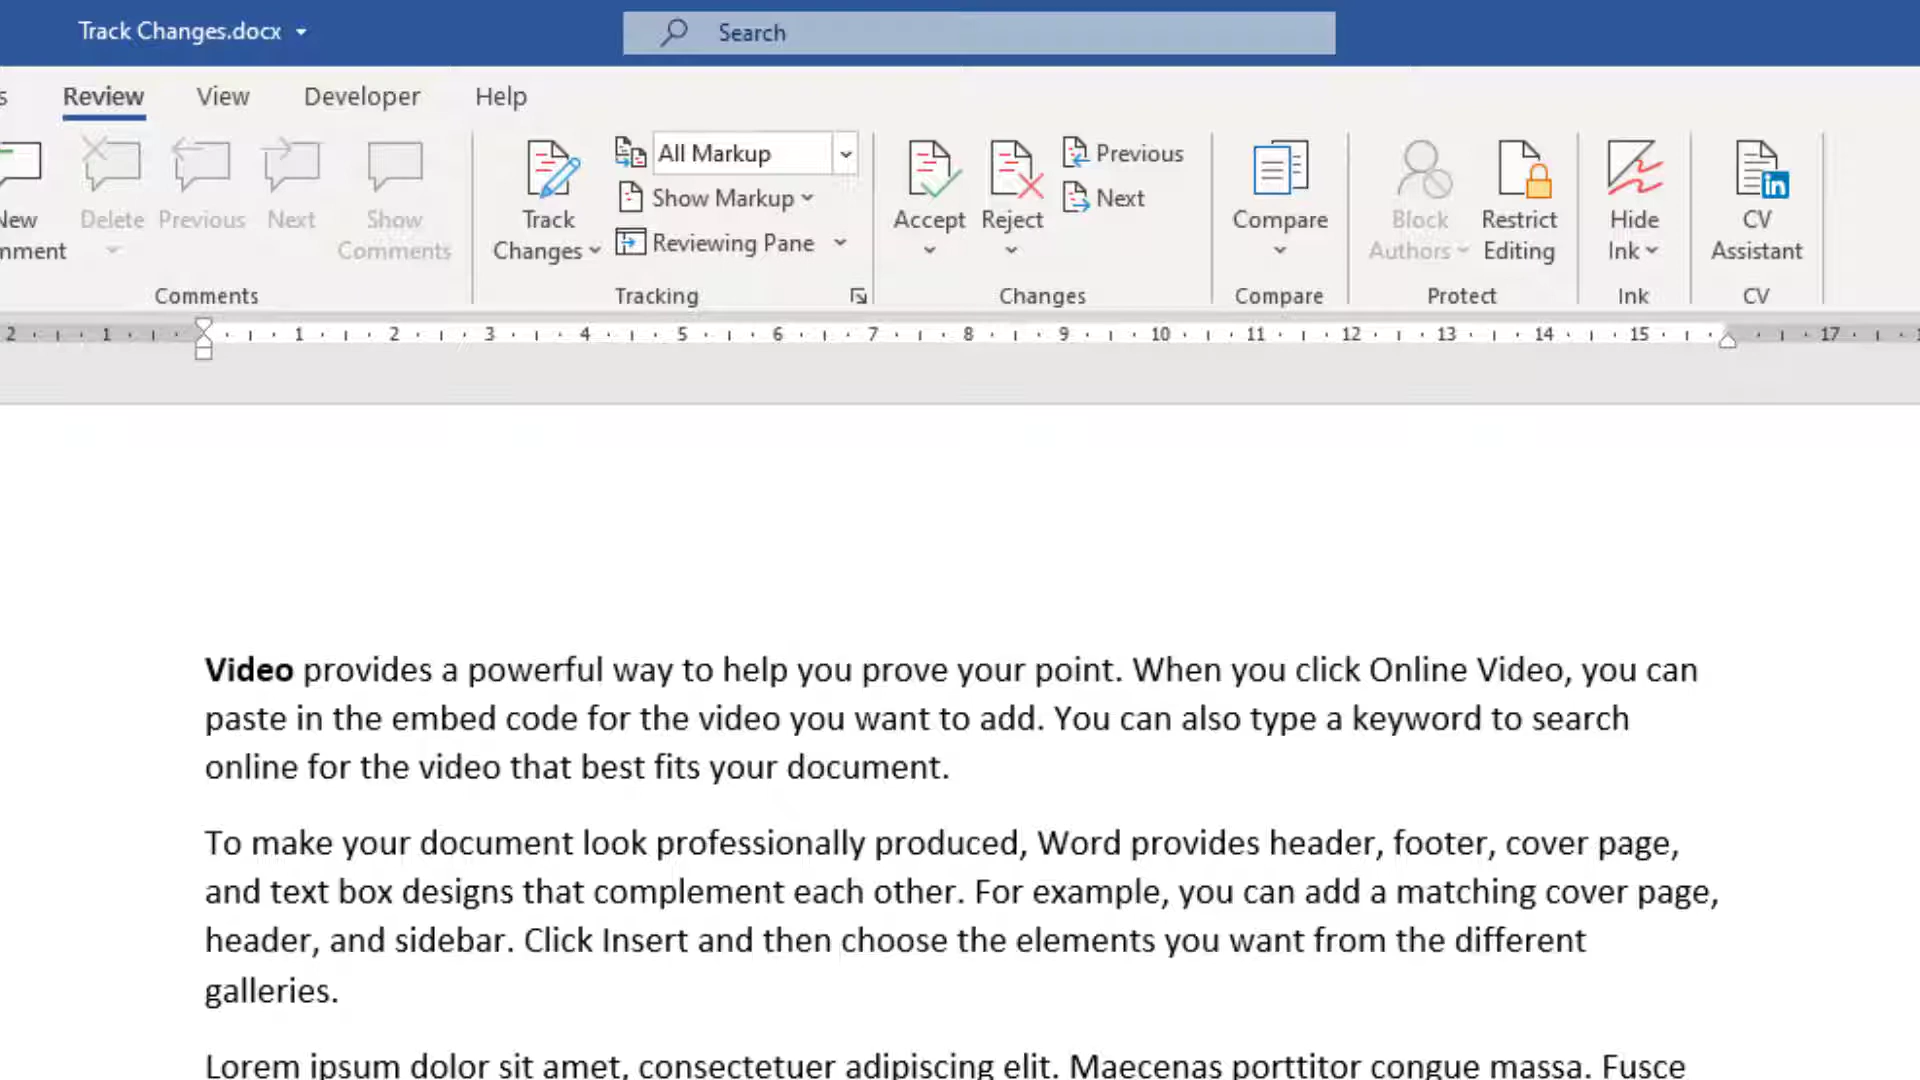 Track Changes.docx
Search
s Review View Developer Help
New
mment
Delete
Previous
Next
Show
Comments
Comments
Track
Changes
All Markup
Show Markup
Reviewing Pane
Tracking
Accept
Reject
Previous
Next
Changes
Compare
Compare
Block
Authors
Restrict
Editing
Protect
Hide
Ink
Ink
in
CV
Assistant
CV
2 1 1 2 3 4 5 6 7 8 9 10 11 12 13 14 15 17
Video provides a powerful way to help you prove your point. When you click Online Video, you can
paste in the embed code for the video you want to add. You can also type a keyword to search
online for the video that best fits your document.
To make your document look professionally produced, Word provides header, footer, cover page,
and text box designs that complement each other. For example, you can add a matching cover page,
header, and sidebar. Click Insert and then choose the elements you want from the different
galleries.
Lorem ipsum dolor sit amet, consectetuer adipiscing elit. Maecenas porttitor congue massa. Fusce